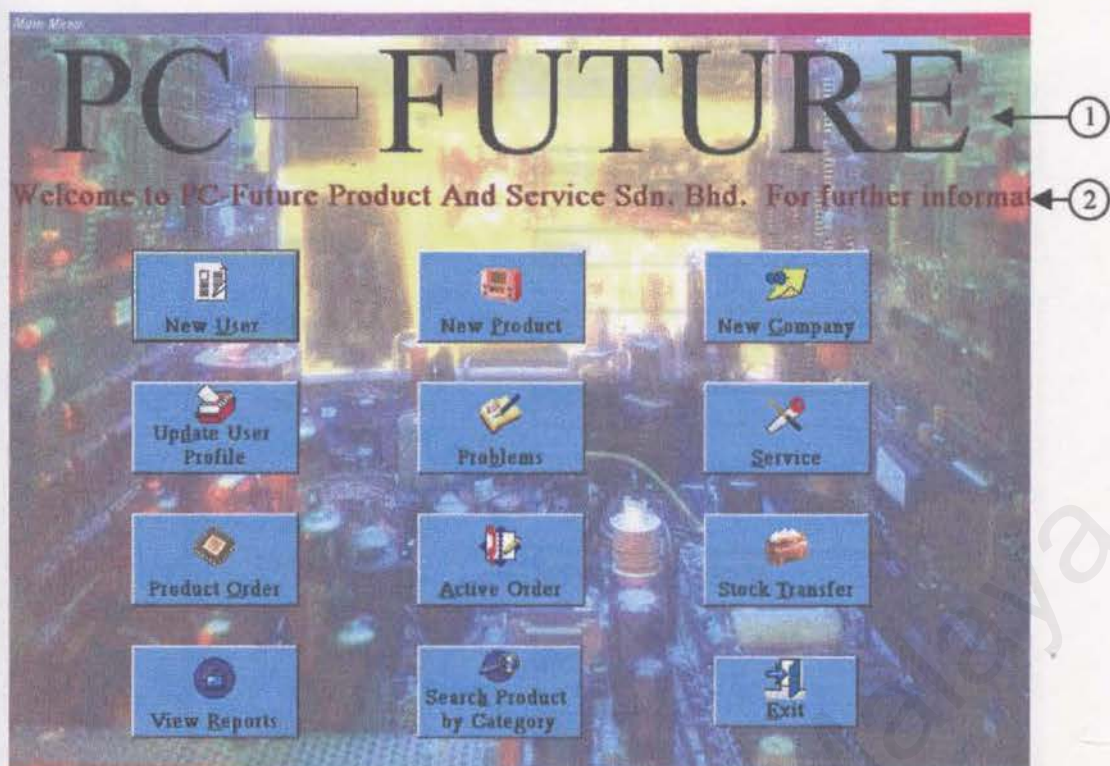 Main Menu
PC - FUTURE
1
Welcome to PC-Future Product And Service Sdn. Bhd. For further informat
2
New User
New Product
New Company
Update User
Profile
Problems
Service
Product Order
Active Order
Stock Transfer
View Reports
Search Product
by Category
Exit